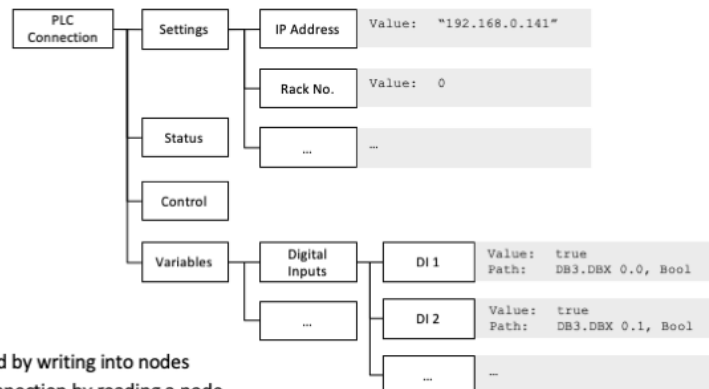 PLC
Connection
Settings
IP Address
Value: "192.168.0.141"
Rack No.
Value: 0
Status
...
...
Control
Variables
Digital
Inputs
DI 1
Value: true
Path: DB3.DBX 0.0, Bool
...
DI 2
Value: true
Path: DB3.DBX 0.1, Bool
...
...
d by writing into nodes